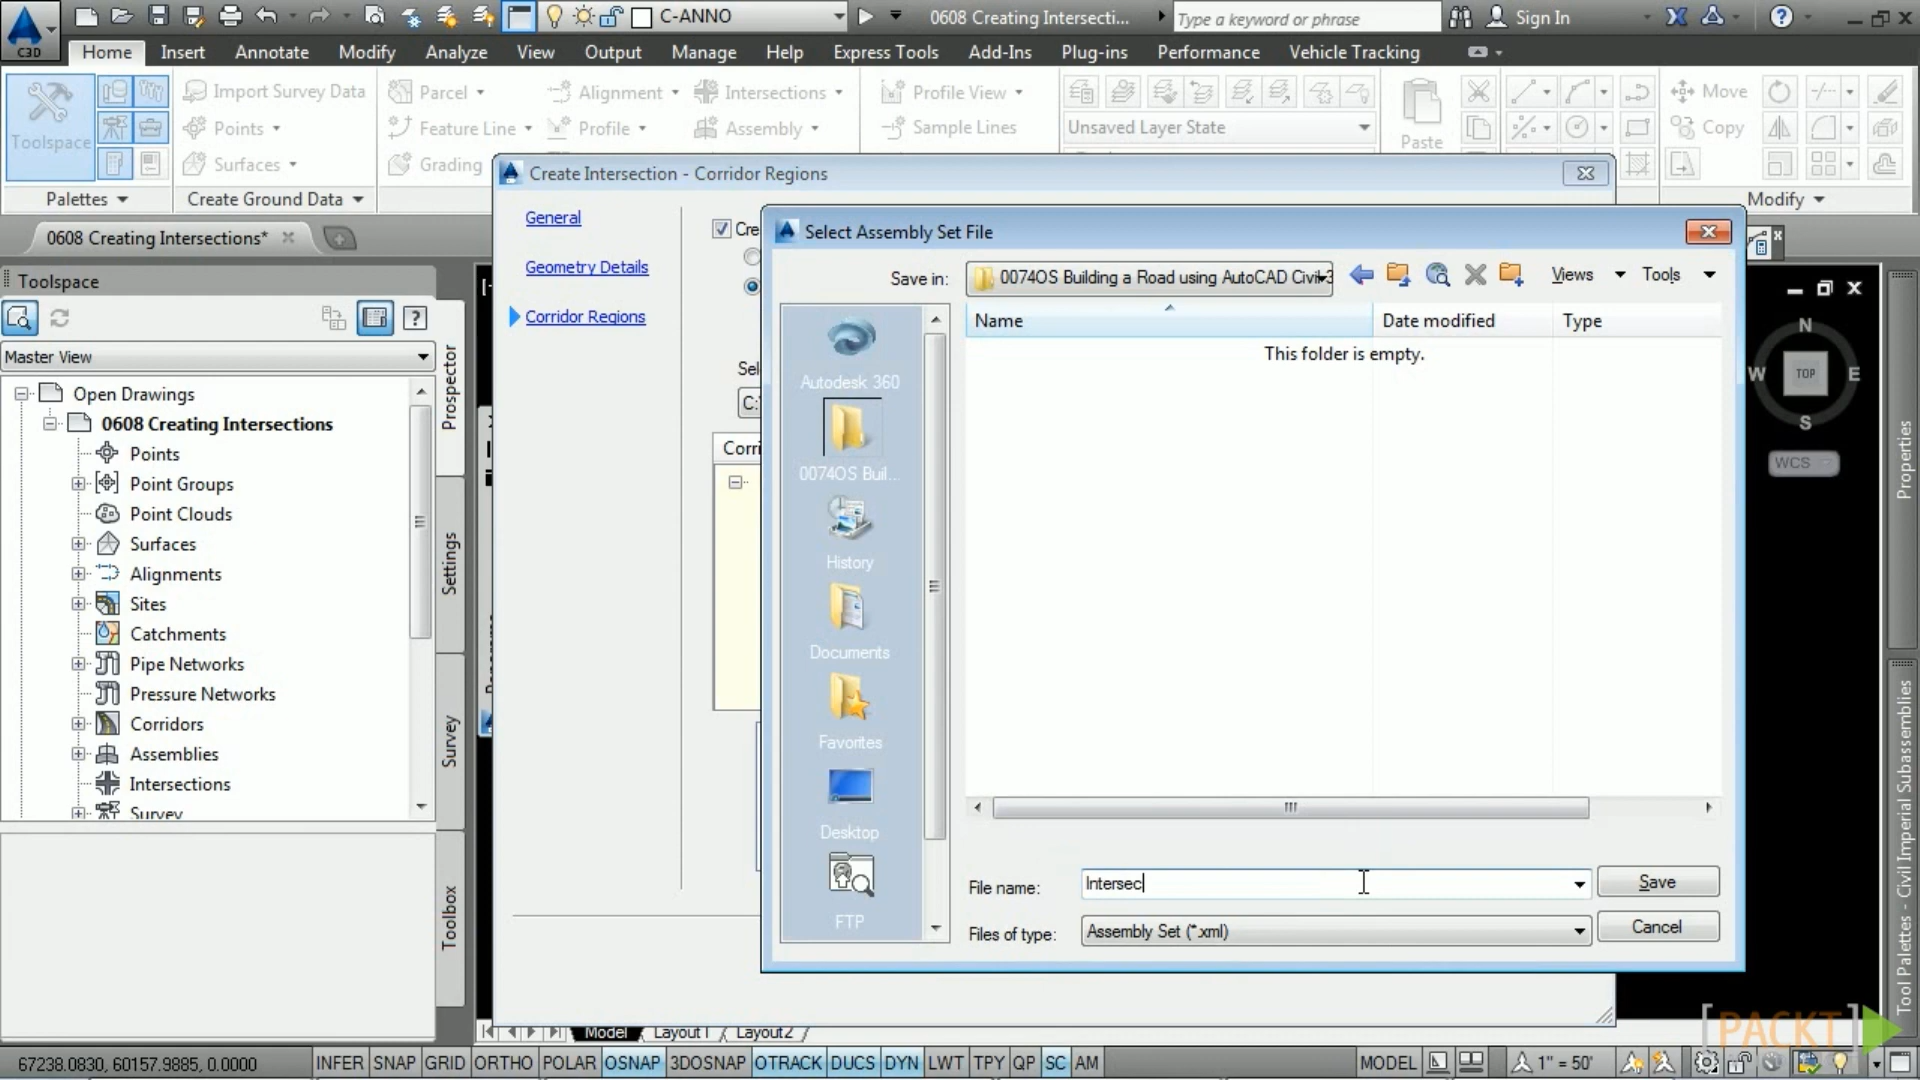 C-ANNO
0608 Creating Intersecti...
Type a keyword or phrase
Sign In
C3D
Home Insert Annotate Modify Analyze View Output Manage Help Express Tools Add-Ins Plug-ins Performance Vehicle Tracking
Toolspace
Import Survey Data
Points
Surfaces
Parcel
Feature Line
Grading
Alignment
Profile
Intersections
Assembly
Profile View
Sample Lines
Unsaved Layer State
Paste
Move
Copy
Palettes
Create Ground Data
Modify
0608 Creating Intersections*
Create Intersection - Corridor Regions
General
Geometry Details
Corridor Regions
Cre
Sel
C:
Corri
Select Assembly Set File
Save in:
0074OS Building a Road using AutoCAD Civil 3
Views
Tools
Name
Date modified
Type
This folder is empty.
Autodesk 360
0074OS Buil...
History
Documents
Favorites
Desktop
FTP
File name:
Intersec
Save
Files of type:
Assembly Set (*.xml)
Cancel
Toolspace
Master View
Open Drawings
0608 Creating Intersections
Points
Point Groups
Point Clouds
Surfaces
Alignments
Sites
Catchments
Pipe Networks
Pressure Networks
Corridors
Assemblies
Intersections
Survey
Prospector
Settings
Survey
Toolbox
N
W
TOP
E
S
WCS
Properties
Tool Palettes - Civil Imperial Subassemblies
[PACKT]
Model Layout1 Layout2
67238.0830, 60157.9885, 0.0000
INFER SNAP GRID ORTHO POLAR OSNAP 3DOSNAP OTRACK DUCS DYN LWT TPY QP SC AM
MODEL
1" = 50'